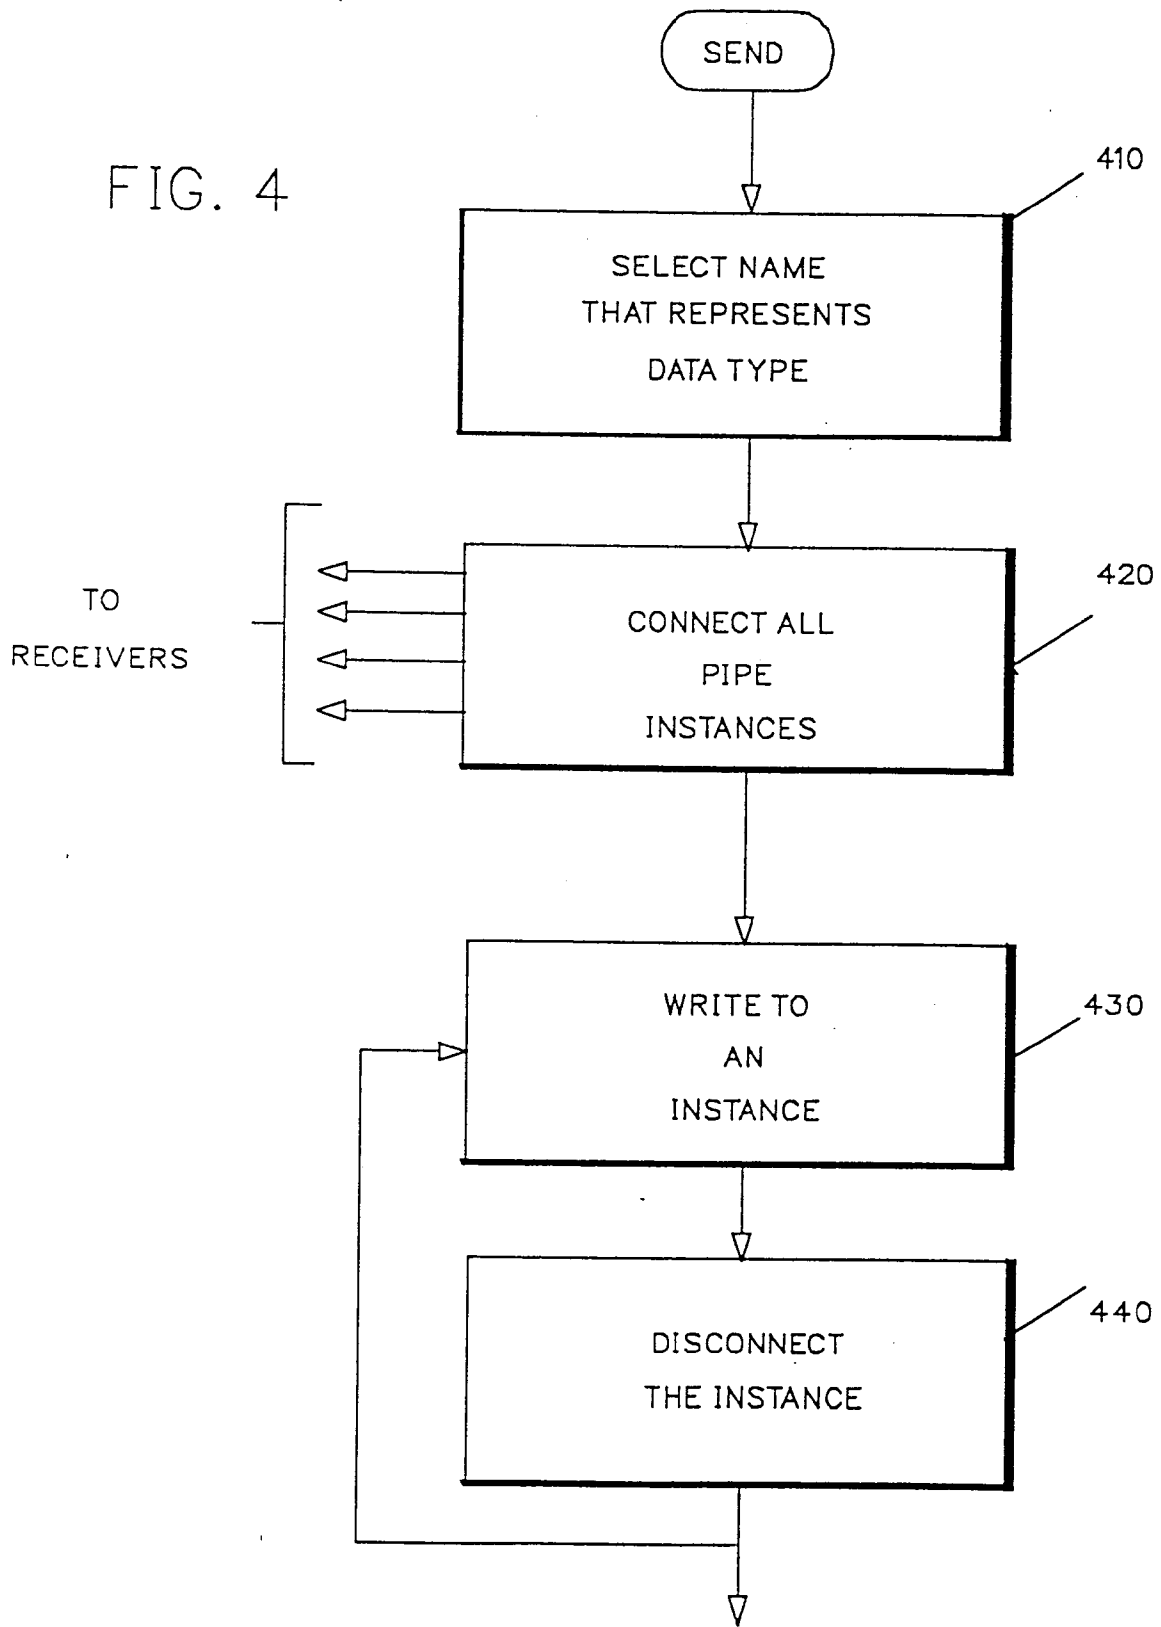 SEND
FIG. 4
410
SELECT NAME
THAT REPRESENTS
DATA TYPE
420
TO
RECEIVERS
CONNECT ALL
PIPE
INSTANCES
430
WRITE TO
AN
INSTANCE
440
DISCONNECT
THE INSTANCE